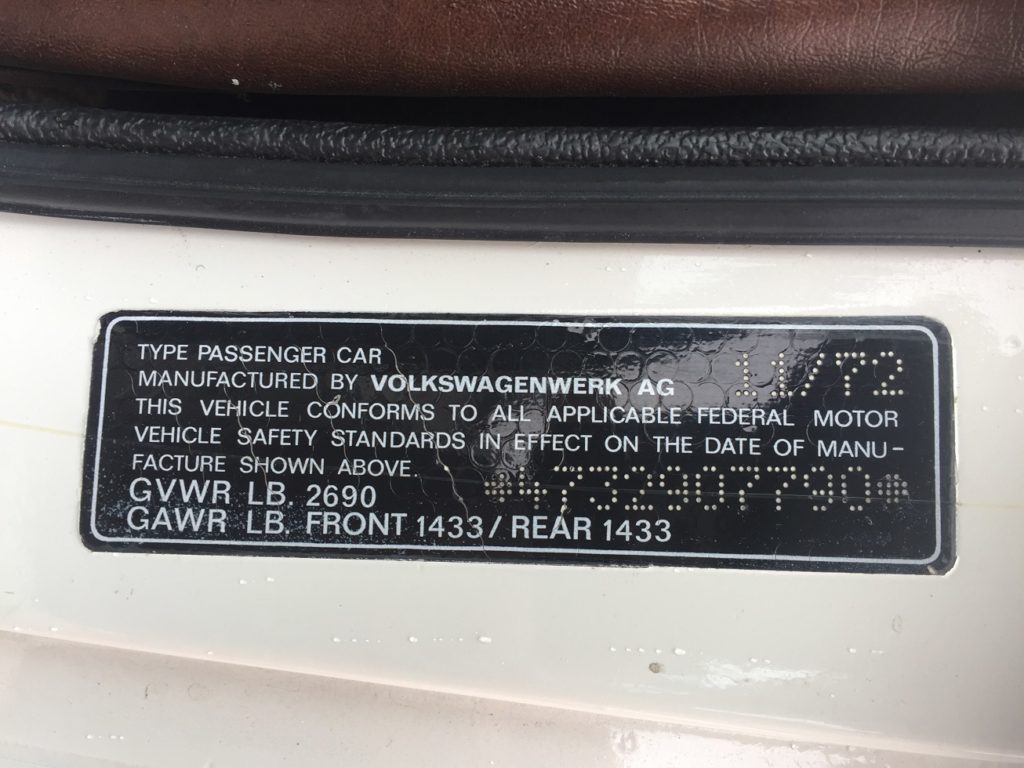 TYPE PASSENGER CAR
MANUFACTURED BY VOLKSWAGENWERK AG 11/72
THIS VEHICLE CONFORMS TO ALL APPLICABLE FEDERAL MOTOR
VEHICLE SAFETY STANDARDS IN EFFECT ON THE DATE OF MANU-
FACTURE SHOWN ABOVE.
*4732907790*
GVWR LB. 2690
GAWR LB. FRONT 1433 / REAR 1433